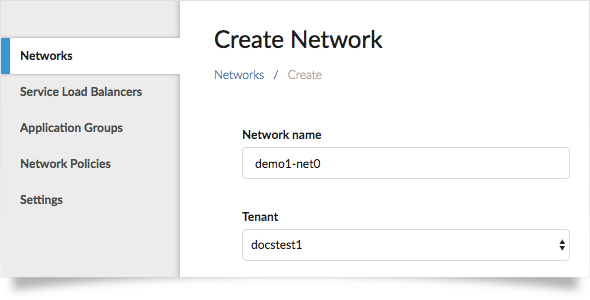 Networks
Service Load Balancers
Application Groups
Network Policies
Settings
Create Network
Networks / Create
Network name
demo1-net0
Tenant
docstest1